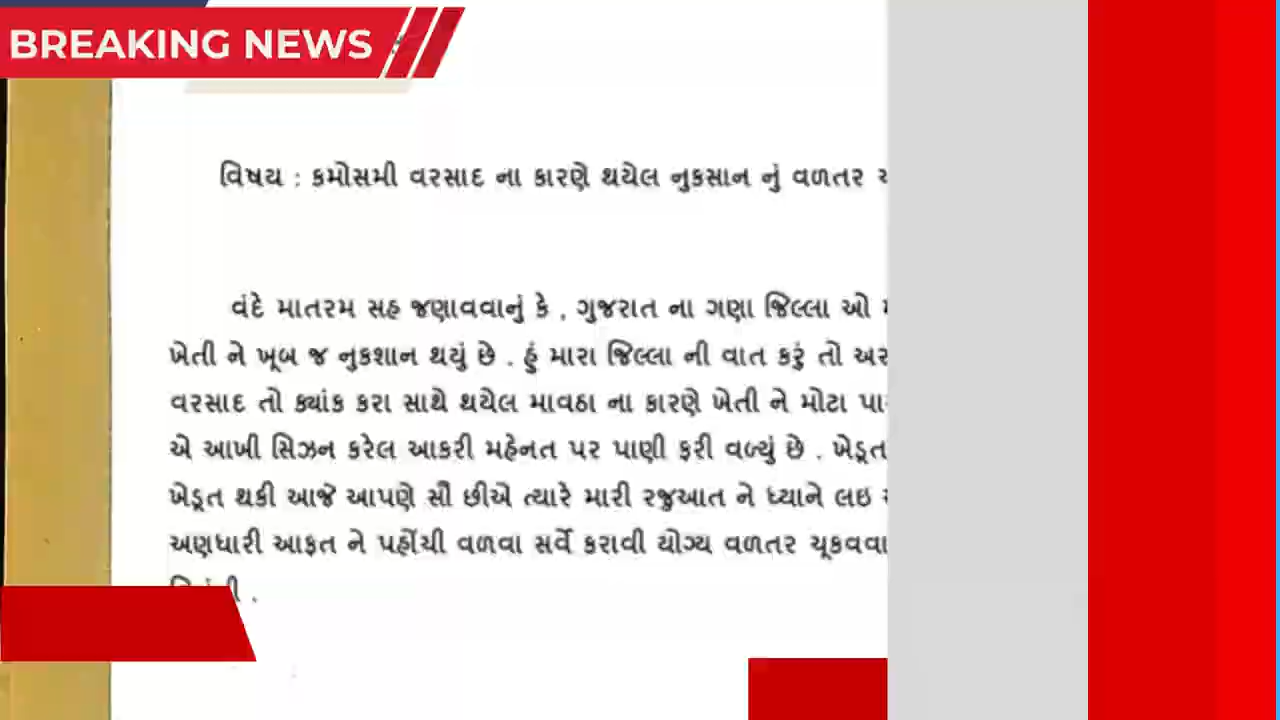 BREAKING NEWS
વિષય : કમોસમી વરસાદ ના કારણે થયેલ નુકસાન નું વળતર
વંદે માતરમ સહ જણાવવાનું કે , ગુજરાત ના ગણા જિલ્લા ઓ
ખેતી ને ખૂબ જ નુકશાન થયું છે . હું મારા જિલ્લા ની વાત કરું તો
વરસાદ તો ક્યાંક કરા સાથે થયેલ માવઠા ના કારણે ખેતી ને મોટા
એ આખી સિઝન કરેલ આકરી મહેનત પર પાણી ફરી વળ્યું છે . ખેડૂત
ખેડૂત થકી આજે આપણે સૌ છીએ ત્યારે મારી રજુઆત ને ધ્યાને લઇ
અણધારી આફત ને પહોંચી વળવા સર્વે કરાવી યોગ્ય વળતર ચૂકવવા